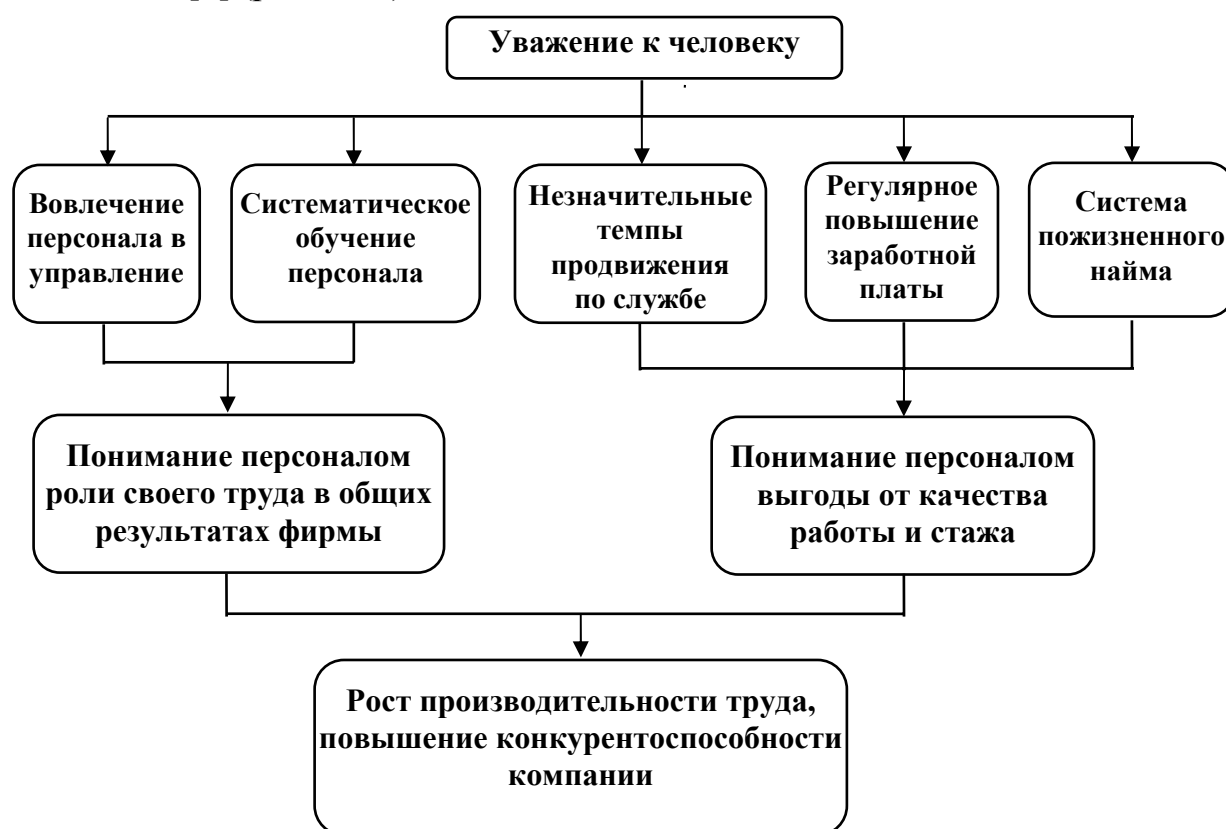 Уважение к человеку
Вовлечение
персонала в
управление
Систематическое
обучение
персонала
Незначительные
темпы
продвижения
по службе
Регулярное
повышение
заработной
платы
Система
пожизненного
найма
Понимание персоналом
роли своего труда в общих
результатах фирмы
Понимание персоналом
выгоды от качества
работы и стажа
Рост производительности труда,
повышение конкурентоспособности
компании